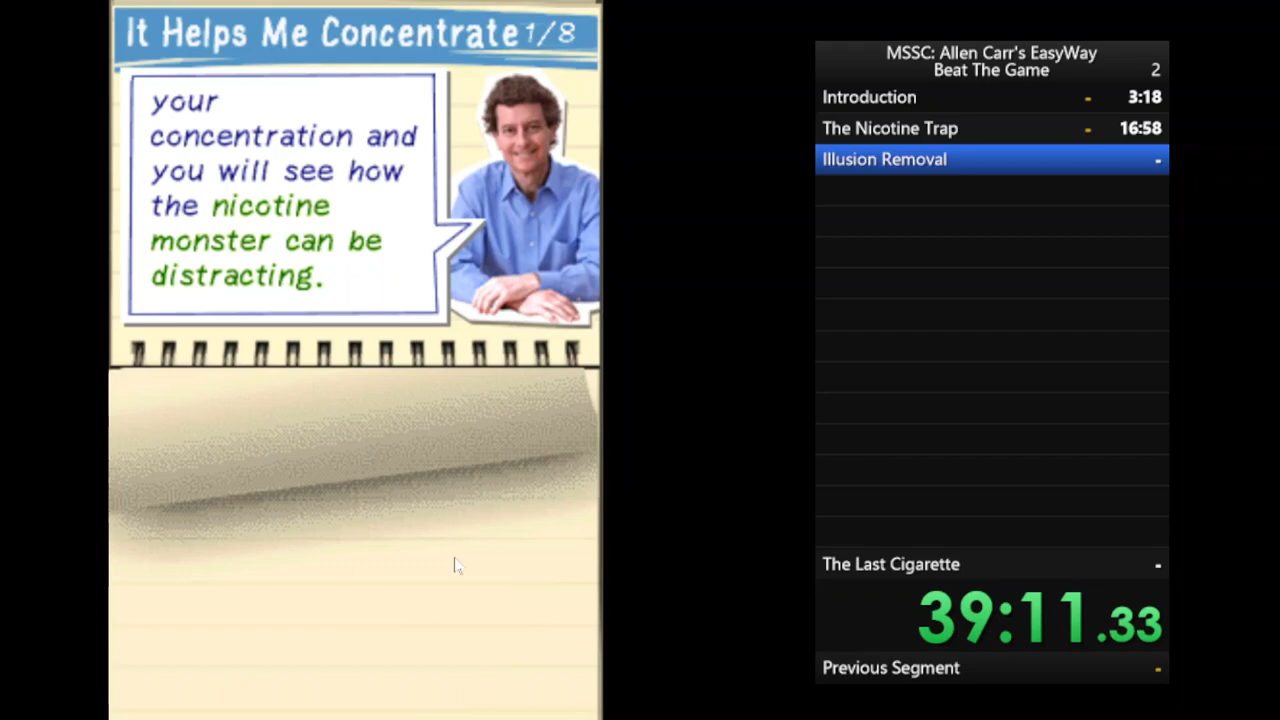 It Helps Me Concentrate 1/8
your
concentration and
you will see how
the nicotine
monster can be
distracting.
MSSC: Allen Carr's EasyWay
Beat The Game 2
Introduction - 3:18
The Nicotine Trap - 16:58
Illusion Removal -
The Last Cigarette -
39:11.33
Previous Segment -